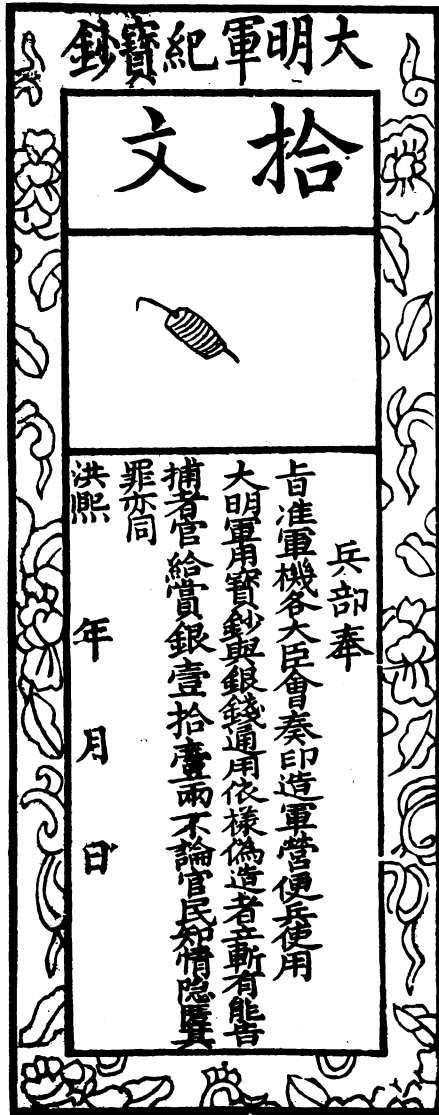 大明軍紀寶鈔
拾文
兵部奉
旨准軍機各大臣會奏印造軍營便兵使用
大明軍用寶鈔與銀錢通用依樣偽造者立斬有能告
捕者官給賞銀壹拾壹兩不論官民知情隱匿其
罪亦同
洪熙 年 月 日